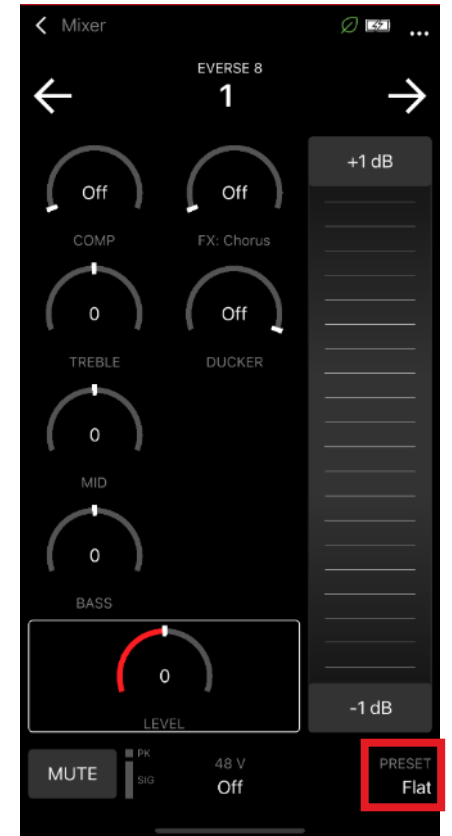 Mixer
EVERSE 8
1
Off
COMP
Off
FX: Chorus
+1 dB
0
TREBLE
Off
DUCKER
0
MID
0
BASS
0
LEVEL
-1 dB
MUTE
PK
SIG
48 V
Off
PRESET
Flat